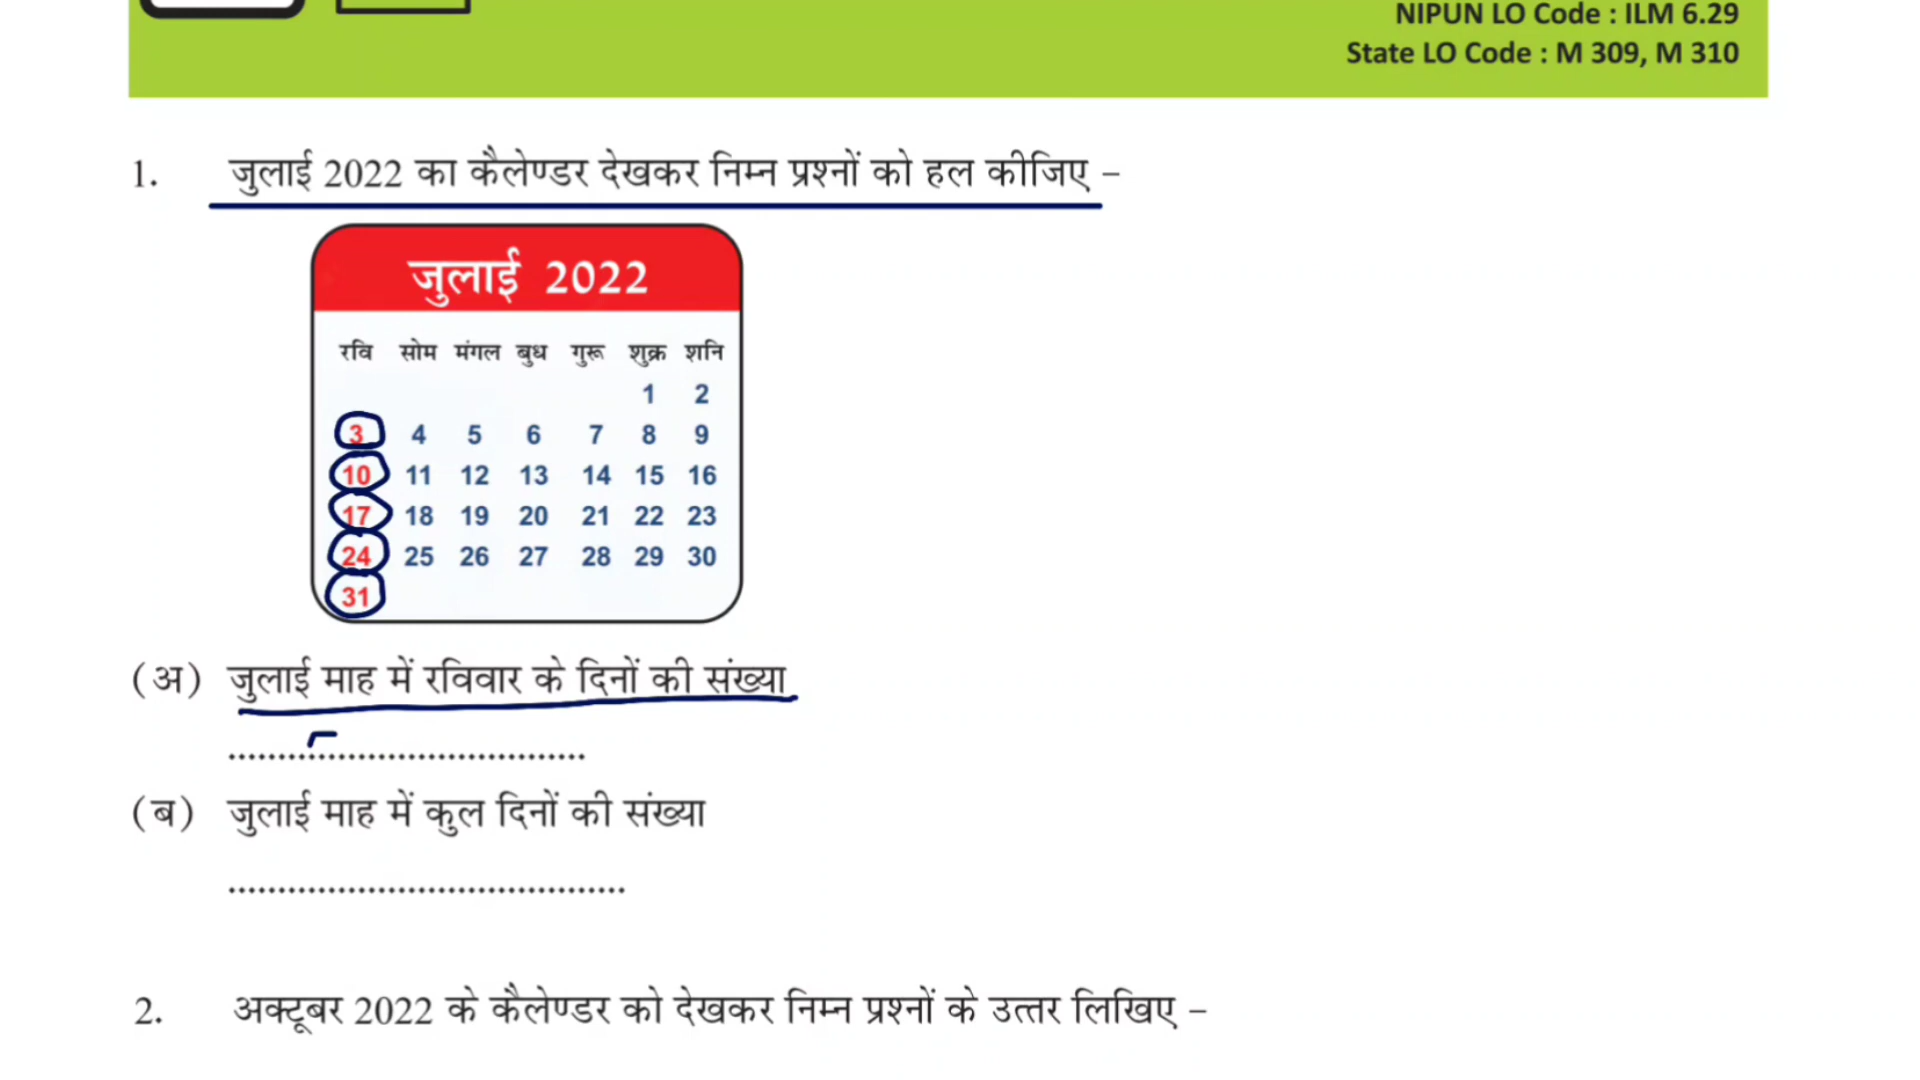 NIPUN LO Code : ILM 6.29
State LO Code : M 309, M 310
1. जुलाई 2022 का कैलेण्डर देखकर निम्न प्रश्नों को हल कीजिए –
जुलाई 2022
रवि सोम मंगल बुध गुरू शुक्र शनि
1 2
3 4 5 6 7 8 9
10 11 12 13 14 15 16
17 18 19 20 21 22 23
24 25 26 27 28 29 30
31
(अ) जुलाई माह में रविवार के दिनों की संख्या
....................................
(ब) जुलाई माह में कुल दिनों की संख्या
........................................
2. अक्टूबर 2022 के कैलेण्डर को देखकर निम्न प्रश्नों के उत्तर लिखिए –